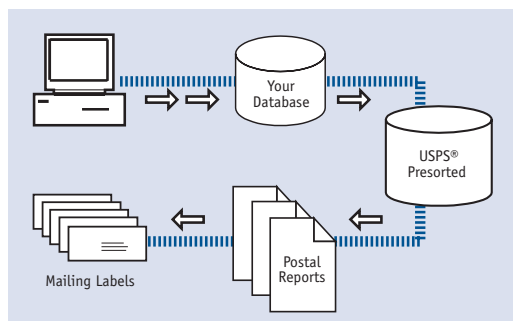 Your
Database
USPS®
Presorted
Postal
Reports
Mailing Labels